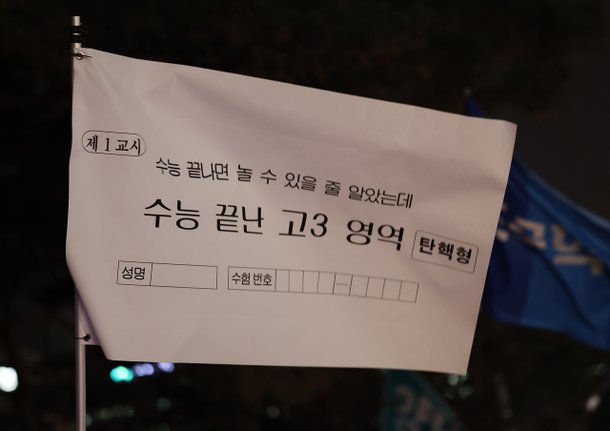 제 1 교시
수능 끝나면 놀 수 있을 줄 알았는데
수능 끝난 고3 영역 탄핵형
성명
수험 번호 —